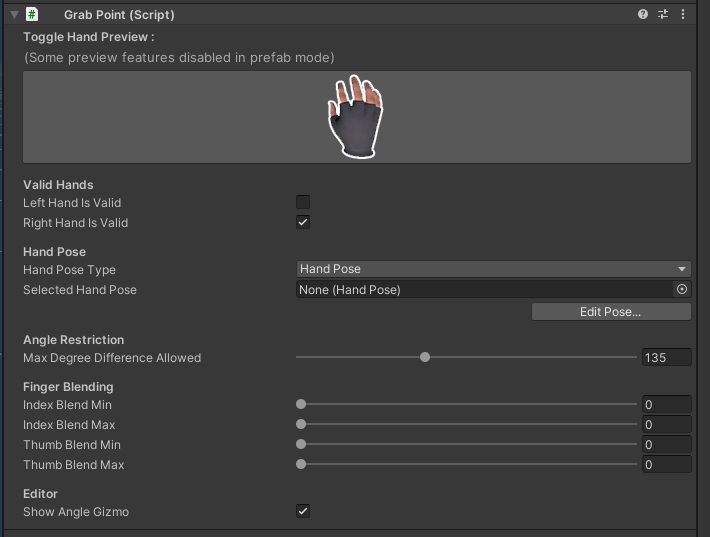 Grab Point (Script)
Toggle Hand Preview :
(Some preview features disabled in prefab mode)
Valid Hands
Left Hand Is Valid
Right Hand Is Valid
Hand Pose
Hand Pose Type Hand Pose
Selected Hand Pose None (Hand Pose)
Edit Pose...
Angle Restriction
Max Degree Difference Allowed 135
Finger Blending
Index Blend Min 0
Index Blend Max 0
Thumb Blend Min 0
Thumb Blend Max 0
Editor
Show Angle Gizmo